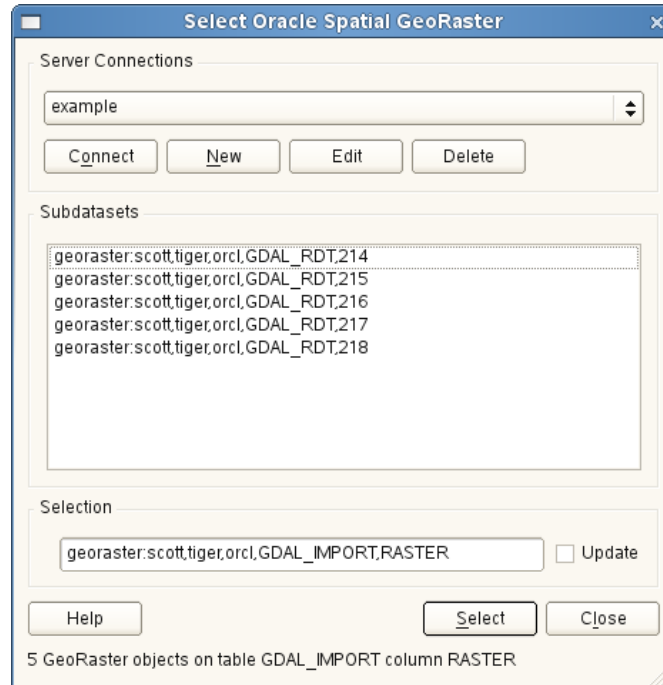 Select Oracle Spatial GeoRaster
Server Connections
example
Connect New Edit Delete
Subdatasets
georaster:scott,tiger,orcl,GDAL_RDT,214
georaster:scott,tiger,orcl,GDAL_RDT,215
georaster:scott,tiger,orcl,GDAL_RDT,216
georaster:scott,tiger,orcl,GDAL_RDT,217
georaster:scott,tiger,orcl,GDAL_RDT,218
Selection
georaster:scott,tiger,orcl,GDAL_IMPORT,RASTER Update
Help Select Close
5 GeoRaster objects on table GDAL_IMPORT column RASTER